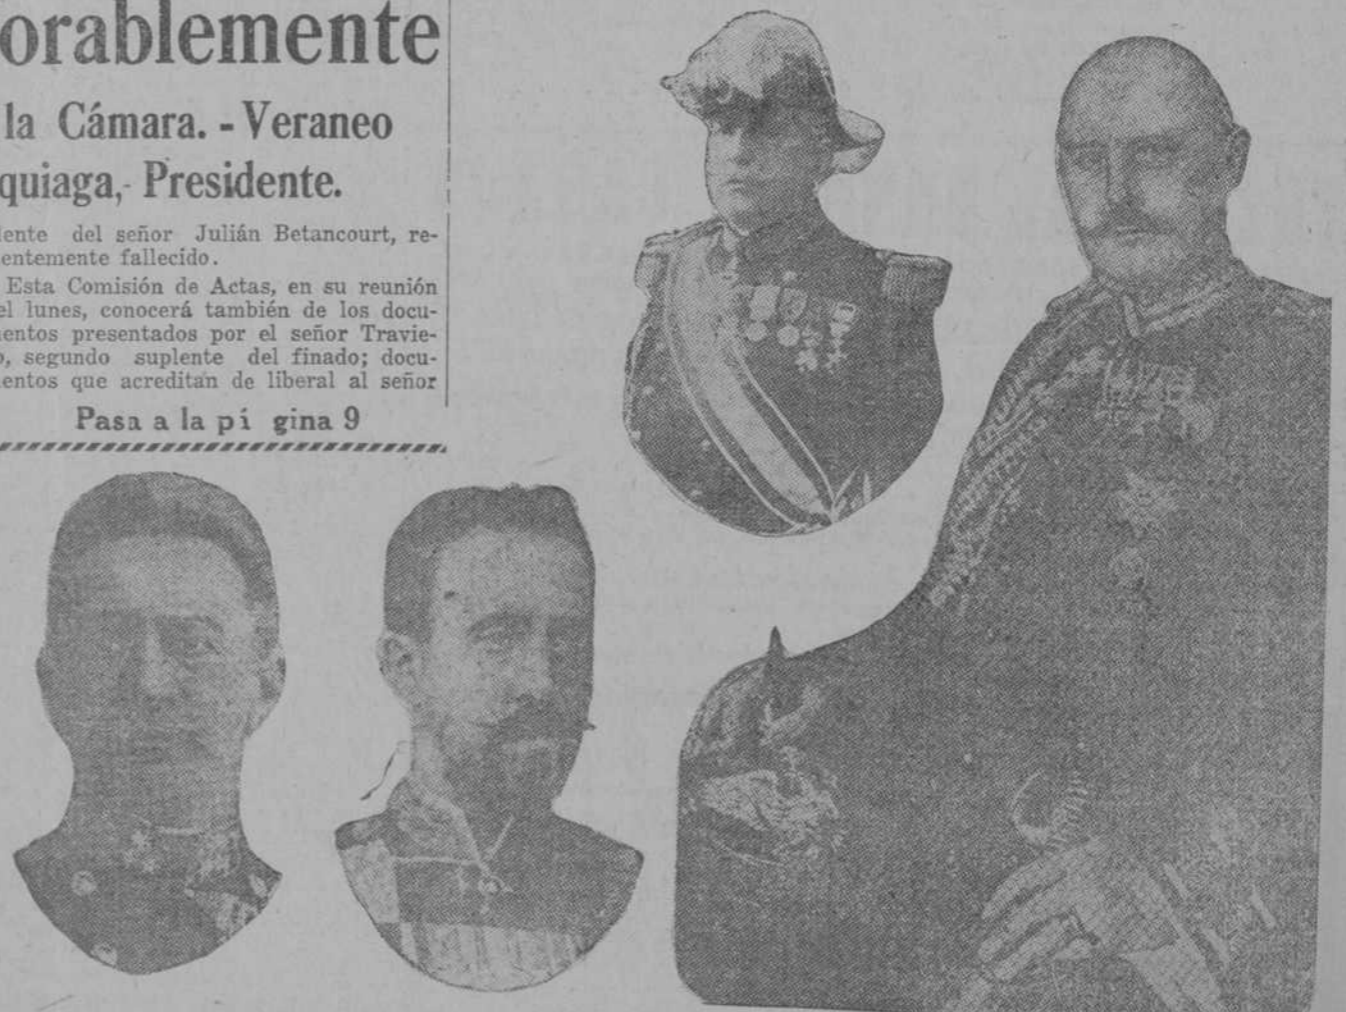 orablemente
la Cámara. - Veraneo
quiaga, Presidente.
lente del señor Julián Betancourt, re-
entemente fallecido.
Esta Comisión de Actas, en su reunión
el lunes, conocerá también de los docu-
entos presentados por el señor Travie-
o, segundo suplente del finado; docu-
entos que acreditan de liberal al señor
Pasa a la pí gina 9